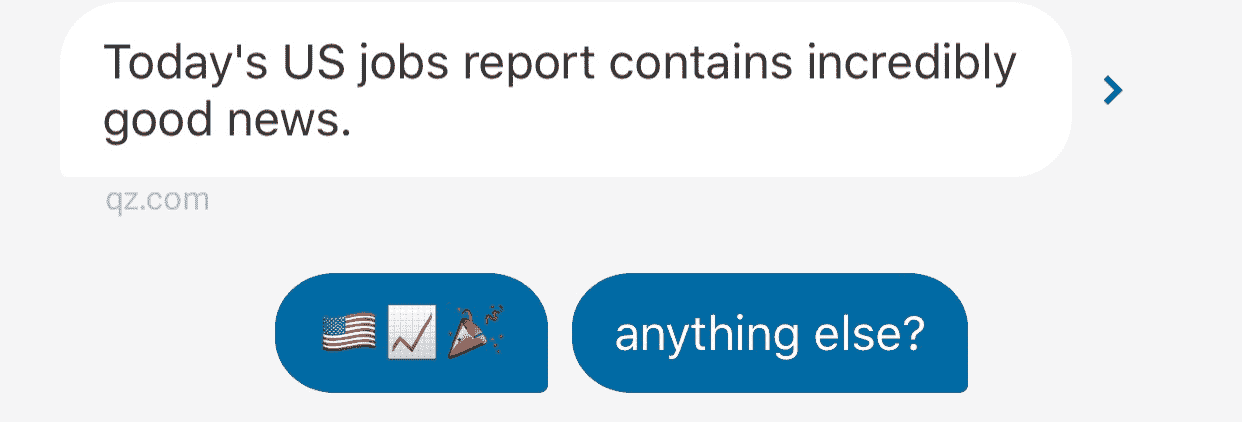 Today's US jobs report contains incredibly
good news.
qz.com
🇺🇸📈🎉
anything else?